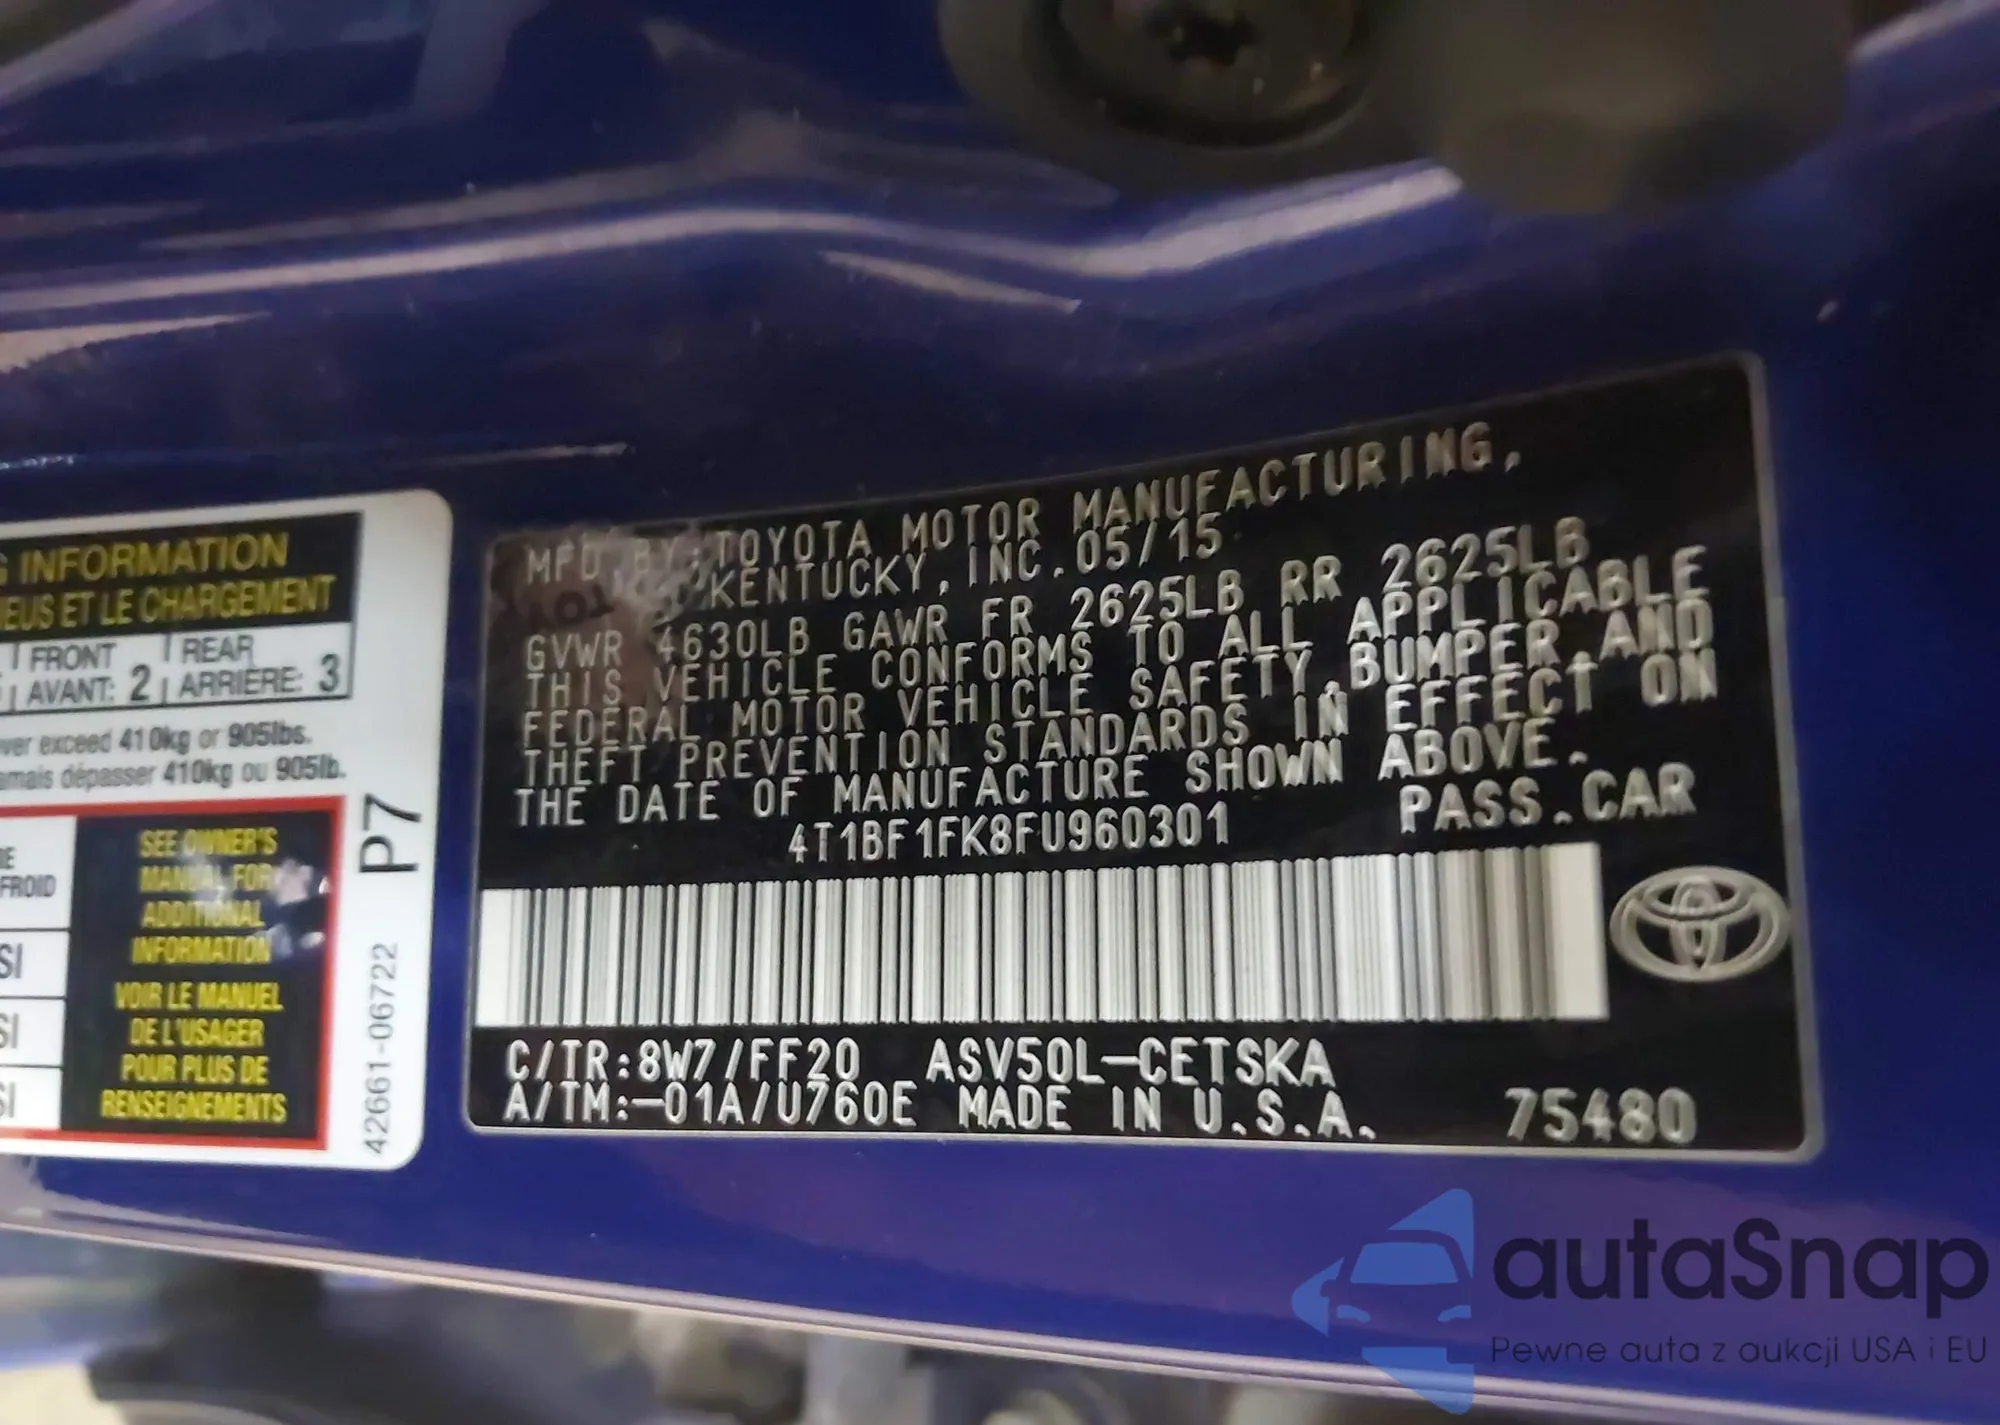 G INFORMATION
NEUS ET LE CHARGEMENT
FRONT REAR
AVANT: 2 ARRIÈRE: 3
ver exceed 410kg or 905lbs.
amais dépasser 410kg ou 905lb.
FROID
SEE OWNER'S
MANUAL FOR
ADDITIONAL
INFORMATION
VOIR LE MANUEL
DE L'USAGER
POUR PLUS DE
RENSEIGNEMENTS
P7
42661-06722
MFD. BY: TOYOTA MOTOR MANUFACTURING,
KENTUCKY, INC. 05/15
GVWR 4630LB GAWR FR 2625LB RR 2625LB
THIS VEHICLE CONFORMS TO ALL APPLICABLE
FEDERAL MOTOR VEHICLE SAFETY, BUMPER, AND
THEFT PREVENTION STANDARDS IN EFFECT ON
THE DATE OF MANUFACTURE SHOWN ABOVE.
4T1BF1FK8FU960301 PASS.CAR
C/TR:8W7/FF20 ASV50L-CETSKA
A/TM:-01A/U760E MADE IN U.S.A. 75480
autaSnap
Pewne auta z aukcji USA i EU